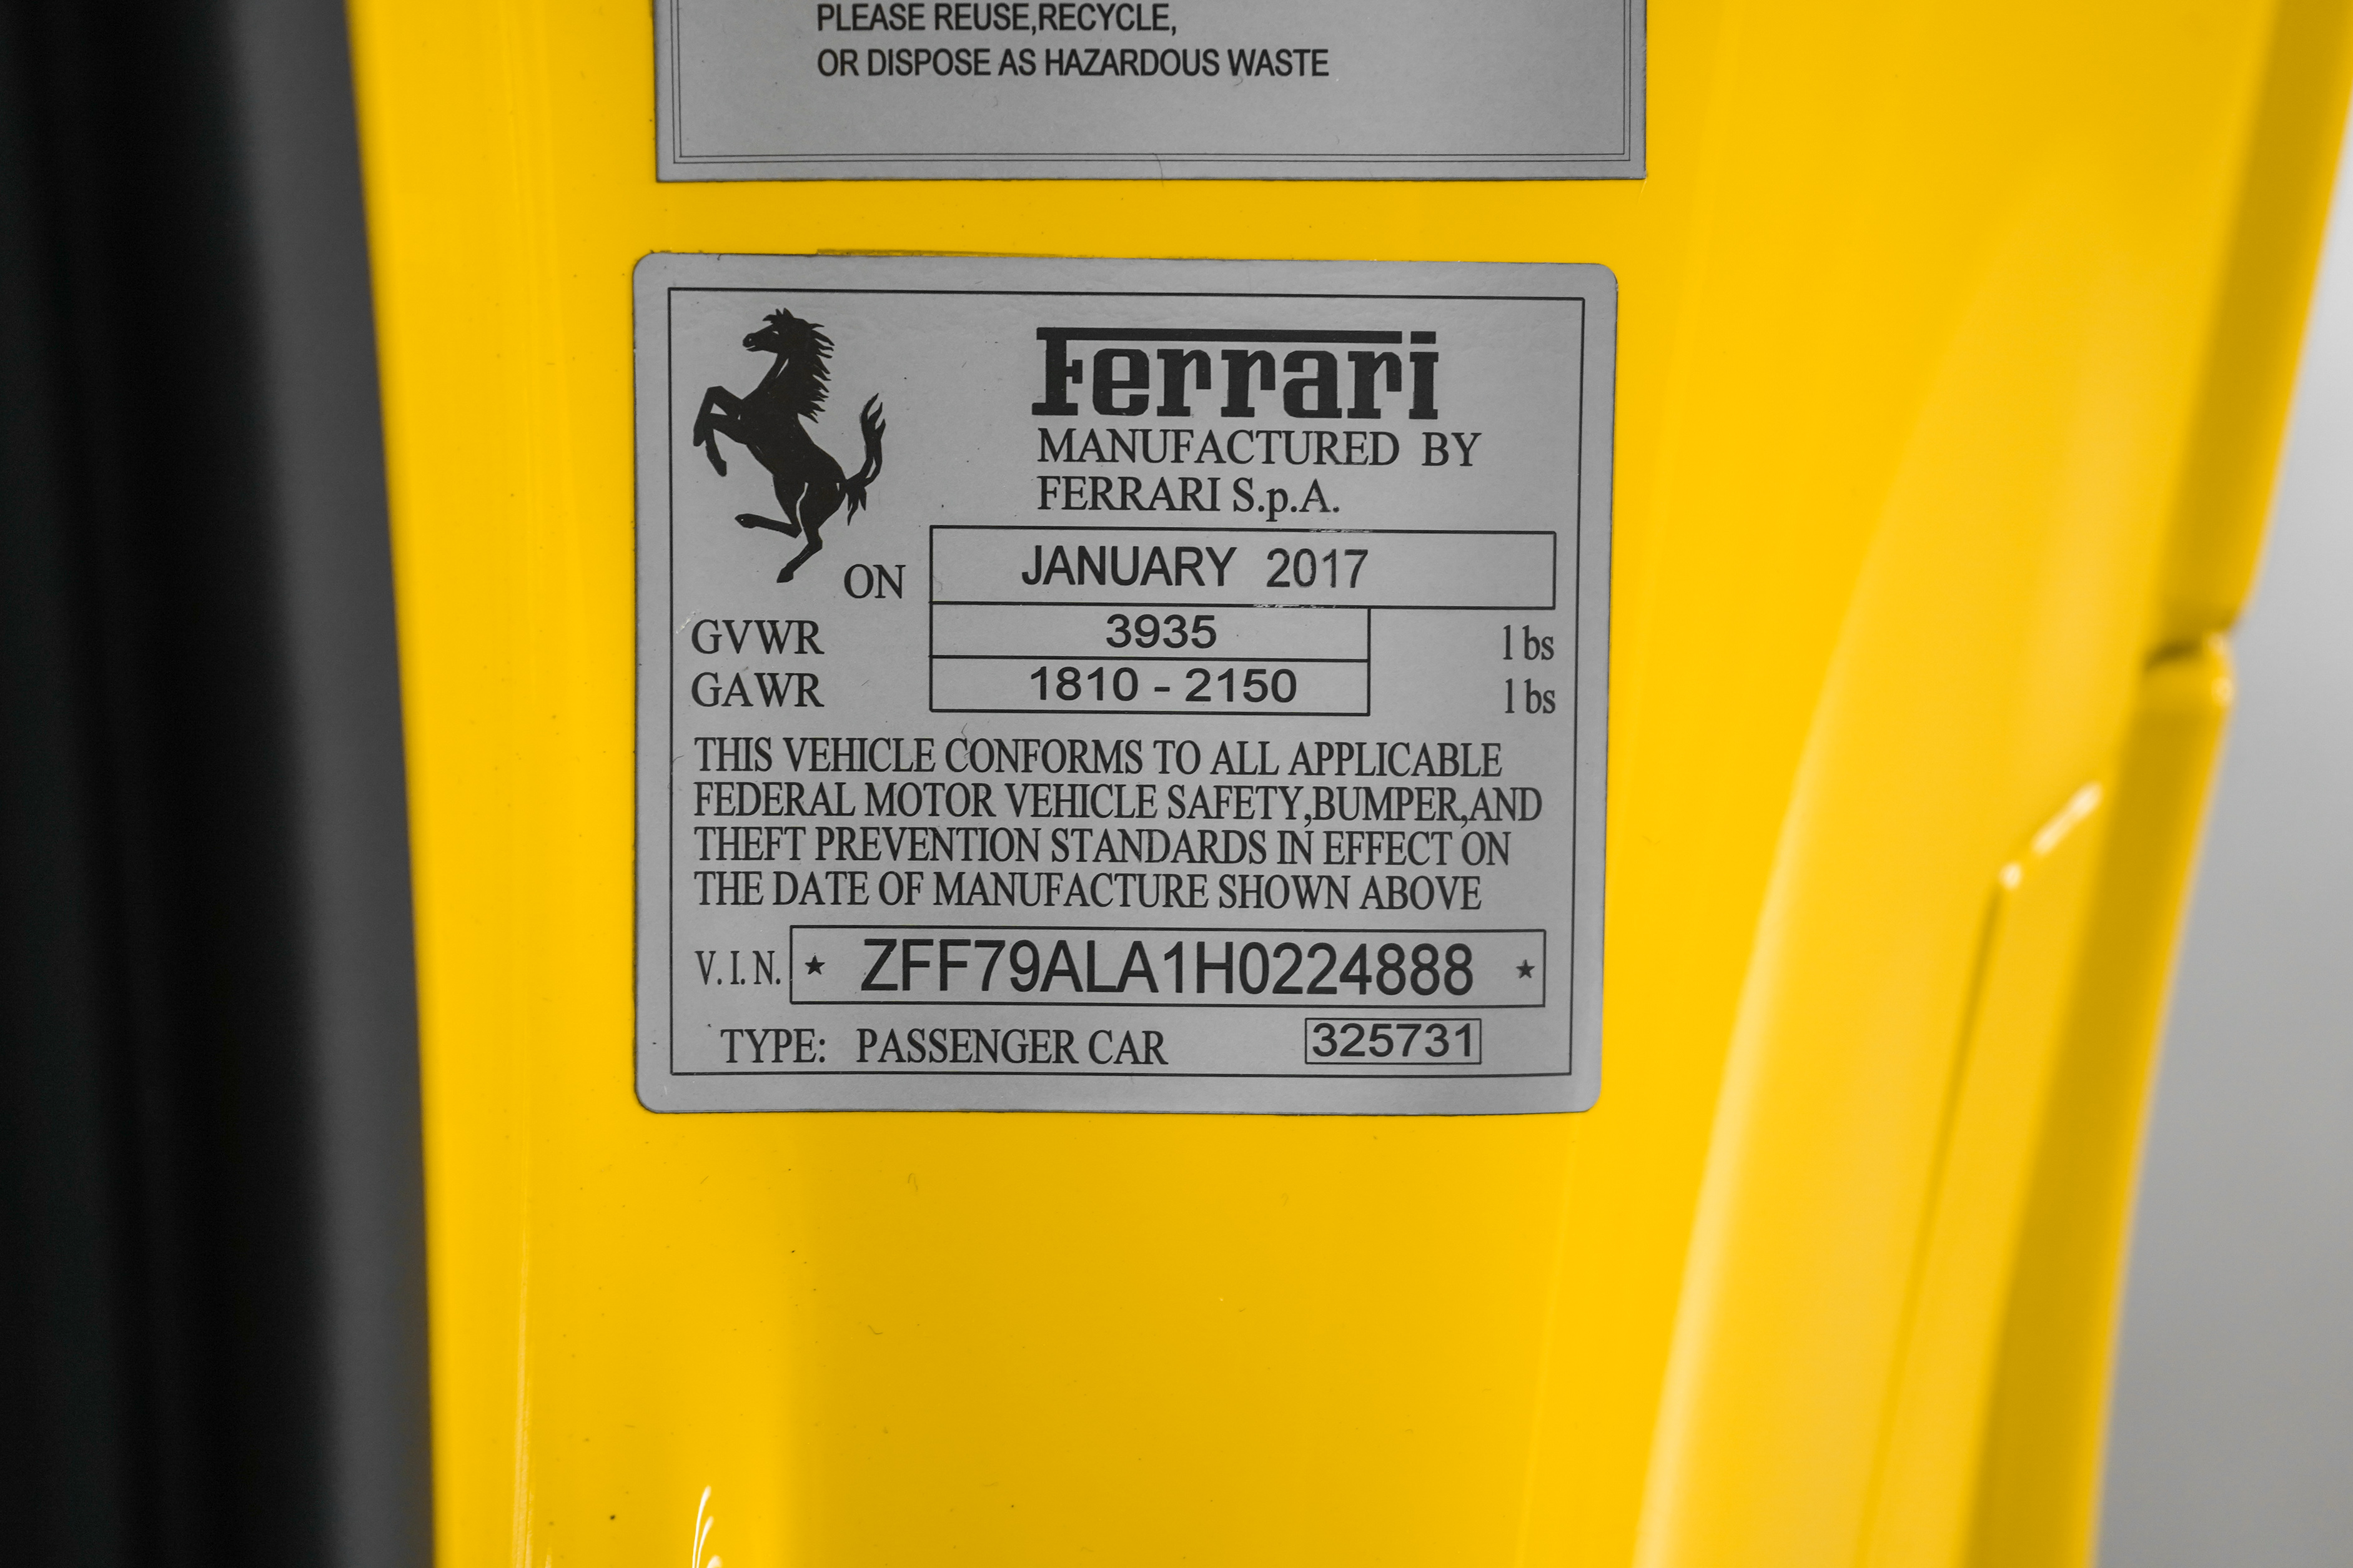 PLEASE REUSE,RECYCLE,
OR DISPOSE AS HAZARDOUS WASTE
Ferrari
MANUFACTURED BY
FERRARI S.p.A.
ON JANUARY 2017
GVWR 3935 lbs
GAWR 1810 - 2150 lbs
THIS VEHICLE CONFORMS TO ALL APPLICABLE
FEDERAL MOTOR VEHICLE SAFETY,BUMPER,AND
THEFT PREVENTION STANDARDS IN EFFECT ON
THE DATE OF MANUFACTURE SHOWN ABOVE
V.I.N. ★ ZFF79ALA1H0224888 ★
TYPE: PASSENGER CAR 325731